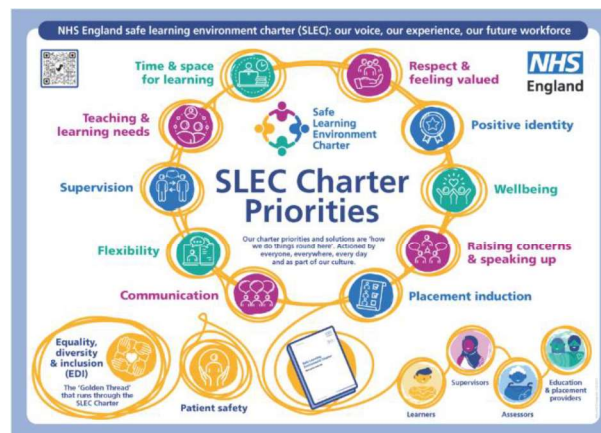 NHS England safe learning environment charter (SLEC): our voice, our experience, our future workforce
Time & space
for learning
Respect &
feeling valued
NHS
England
Teaching &
learning needs
Safe
Learning
Environment
Charter
Positive identity
Supervision
SLEC Charter
Priorities
Wellbeing
Our charter priorities and solutions are 'how
we do things round here'. Actioned by
everyone, everywhere, every day
and as part of our culture.
Flexibility
Raising concerns
& speaking up
Communication
Placement induction
Equality,
diversity
& inclusion
(EDI)
The 'Golden Thread'
that runs through the
SLEC Charter
Patient safety
Learners
Supervisors
Assessors
Education
& placement
providers